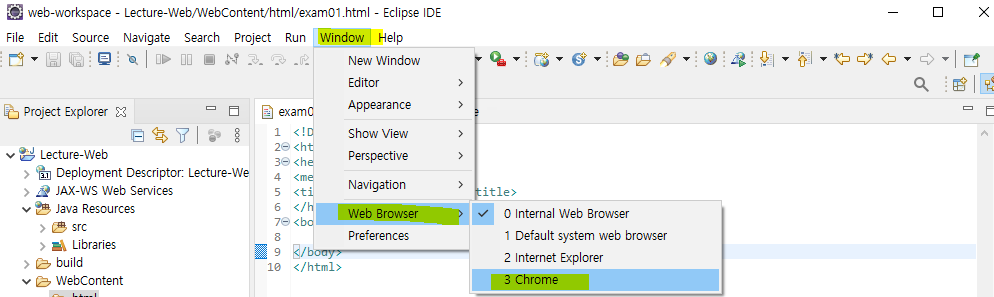 web-workspace - Lecture-Web/WebContent/html/exam01.html - Eclipse IDE
File Edit Source Navigate Search Project Run Window Help
New Window
Editor
Appearance
Show View
Perspective
Navigation
Web Browser
Preferences
0 Internal Web Browser
1 Default system web browser
2 Internet Explorer
3 Chrome
Project Explorer
Lecture-Web
Deployment Descriptor: Lecture-We
JAX-WS Web Services
Java Resources
src
Libraries
build
WebContent
html
exam0
1 <!D
2 <ht
3 <he
4 <me
5 <ti title>
6 </h
7 <bo
8
9 </body>
10 </html>